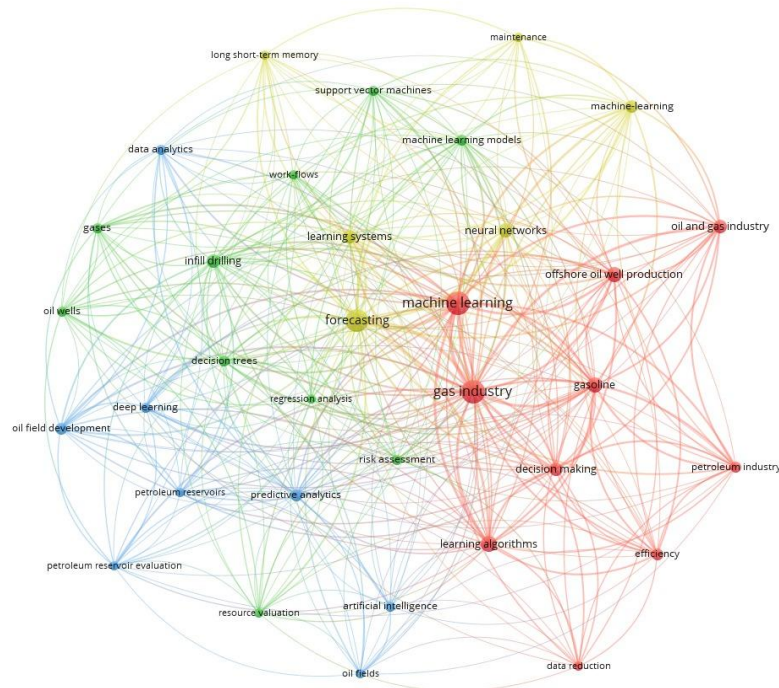 maintenance
long short-term memory
support vector machines
machine-learning
machine learning models
data analytics
work-flows
gases
learning systems
neural networks
oil and gas industry
infill drilling
offshore oil well production
machine learning
oil wells
forecasting
decision trees
gasoline
gas industry
regression analysis
deep learning
oil field development
risk assessment
decision making
petroleum industry
petroleum reservoirs
predictive analytics
learning algorithms
efficiency
petroleum reservoir evaluation
artificial intelligence
resource valuation
data reduction
oil fields